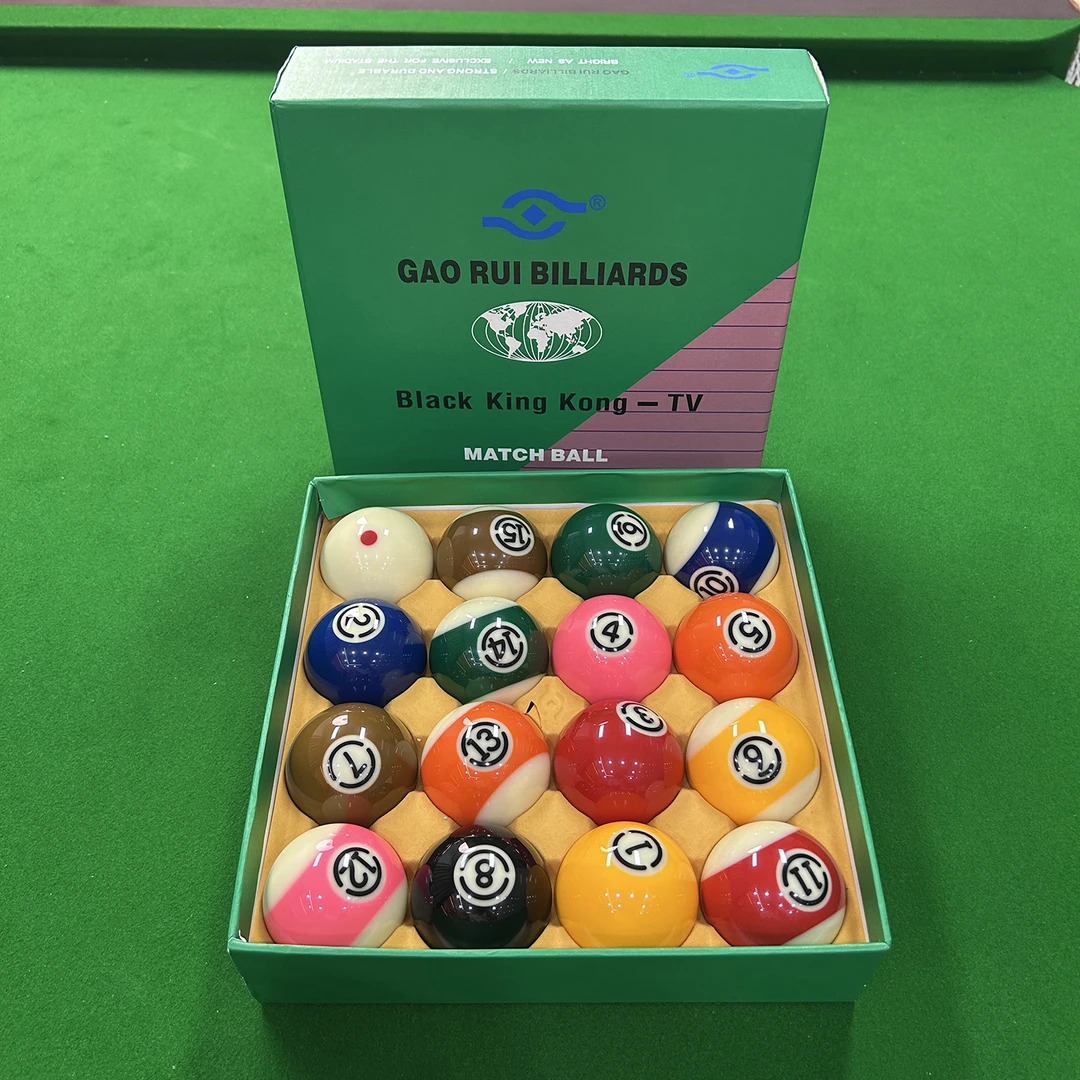 GAO RUI BILLIARDS / STRONG AND DURABLE
BRIGHT AS NEW / EXCLUSIVE FOR THE STADIUM
®
GAO RUI BILLIARDS
Black King Kong – TV
MATCH BALL
15 6 10
2 14 4 5
7 13 3 9
12 8 1 11